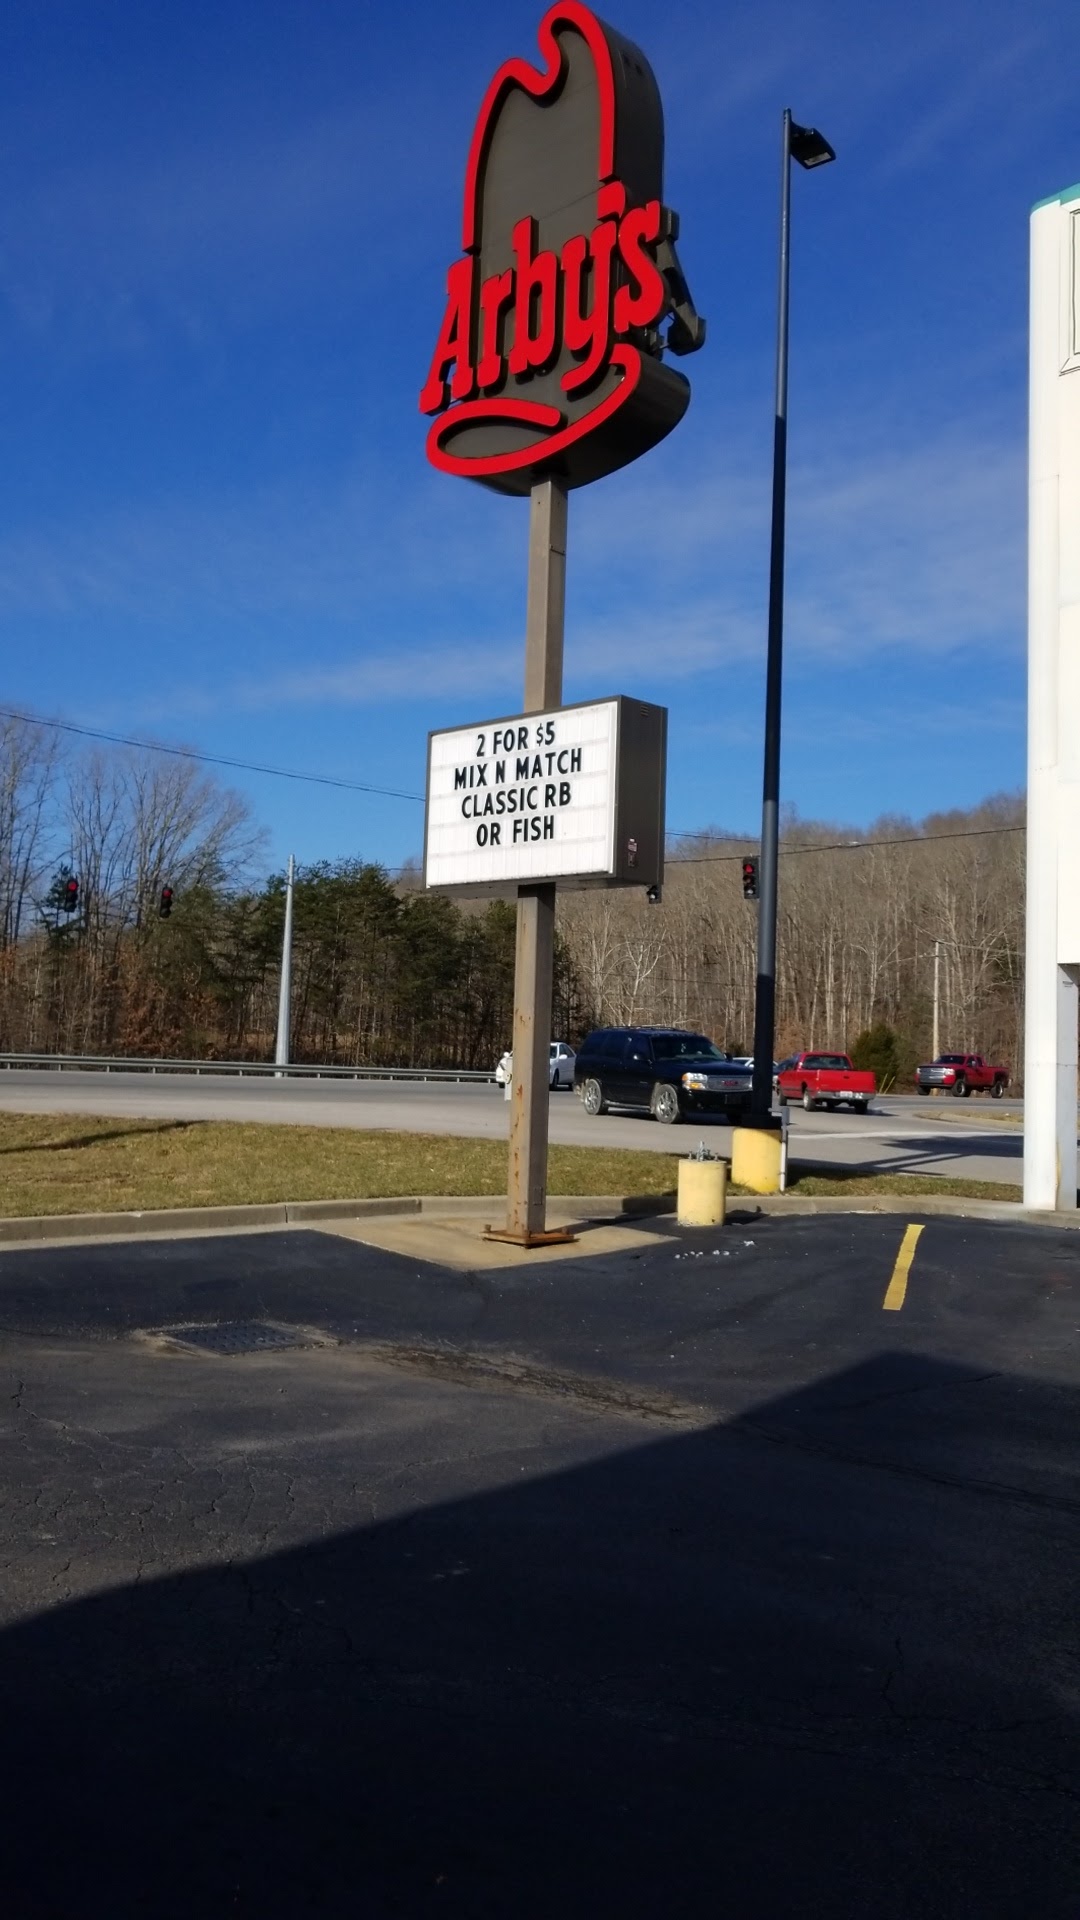 Arby's
2 FOR $5
MIX N MATCH
CLASSIC RB
OR FISH